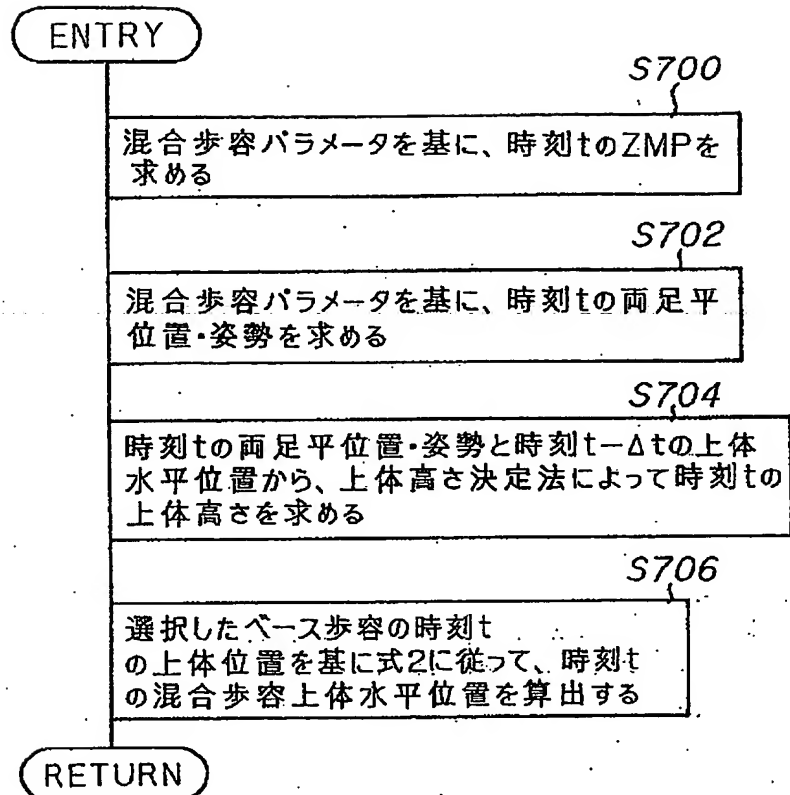 ENTRY
S700
混合歩容パラメータを基に、時刻tのZMPを
求める
S702
混合歩容パラメータを基に、時刻tの両足平
位置・姿勢を求める
S704
時刻tの両足平位置・姿勢と時刻t－Δtの上体
水平位置から、上体高さ決定法によって時刻tの
上体高さを求める
S706
選択したベース歩容の時刻t
の上体位置を基に式2に従って、時刻t
の混合歩容上体水平位置を算出する
RETURN